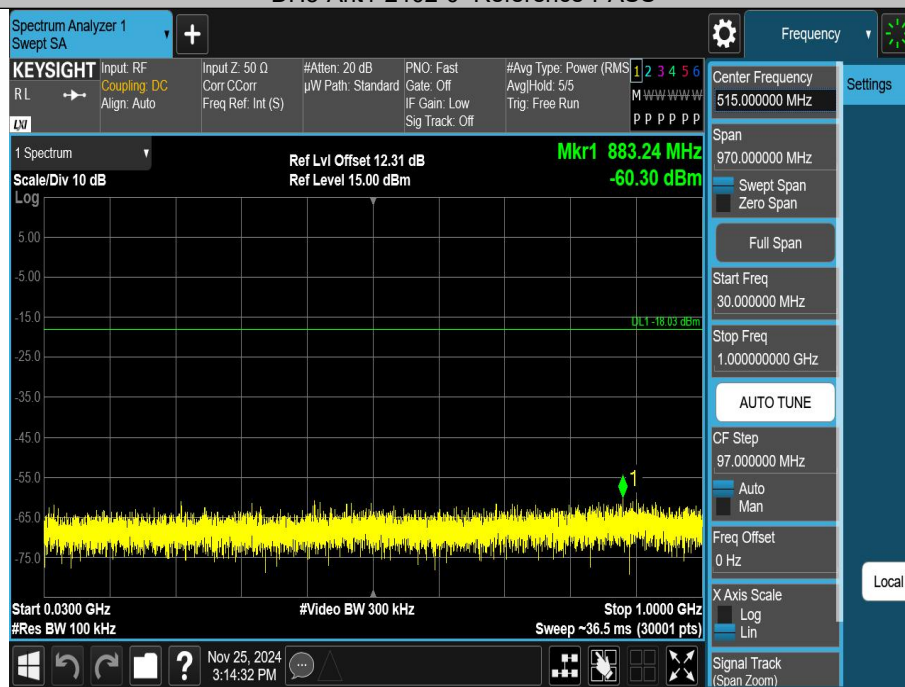 Spectrum Analyzer 1
Swept SA
Frequency
KEYSIGHT
RL
LXI
Input: RF
Coupling: DC
Align: Auto
Input Z: 50 Ω
Corr CCorr
Freq Ref: Int (S)
#Atten: 20 dB
µW Path: Standard
PNO: Fast
Gate: Off
IF Gain: Low
Sig Track: Off
#Avg Type: Power (RMS
Avg|Hold: 5/5
Trig: Free Run
1 2 3 4 5 6
M W W W W W
P P P P P P
1 Spectrum
Scale/Div 10 dB
Log
Ref Lvl Offset 12.31 dB
Ref Level 15.00 dBm
Mkr1 883.24 MHz
-60.30 dBm
5.00
-5.00
-15.0
DL1 -18.03 dBm
-25.0
-35.0
-45.0
-55.0
1
-65.0
-75.0
Start 0.0300 GHz
#Res BW 100 kHz
#Video BW 300 kHz
Stop 1.0000 GHz
Sweep ~36.5 ms (30001 pts)
Nov 25, 2024
3:14:32 PM
Center Frequency
515.000000 MHz
Span
970.000000 MHz
Swept Span
Zero Span
Full Span
Start Freq
30.000000 MHz
Stop Freq
1.000000000 GHz
AUTO TUNE
CF Step
97.000000 MHz
Auto
Man
Freq Offset
0 Hz
X Axis Scale
Log
Lin
Signal Track
(Span Zoom)
Settings
Local